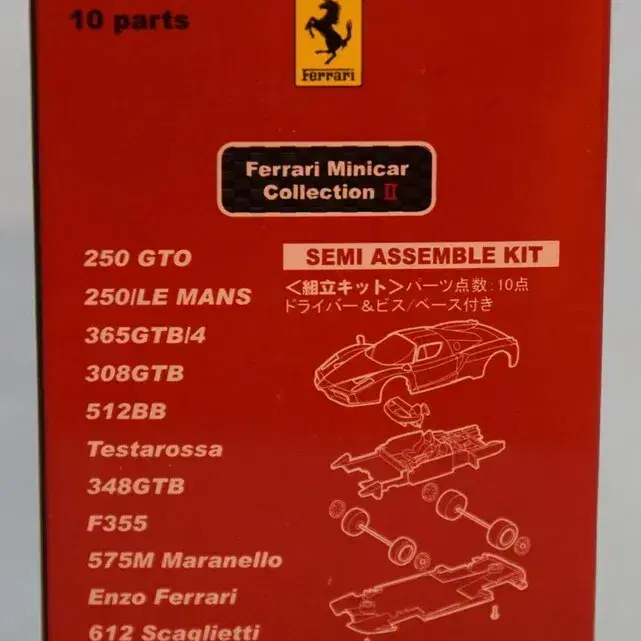 10 parts
Ferrari
Ferrari Minicar
Collection II
250 GTO
250/LE MANS
365GTB/4
308GTB
512BB
Testarossa
348GTB
F355
575M Maranello
Enzo Ferrari
612 Scaglietti
SEMI ASSEMBLE KIT
＜組立キット＞パーツ点数:10点
ドライバー＆ビス/ベース付き